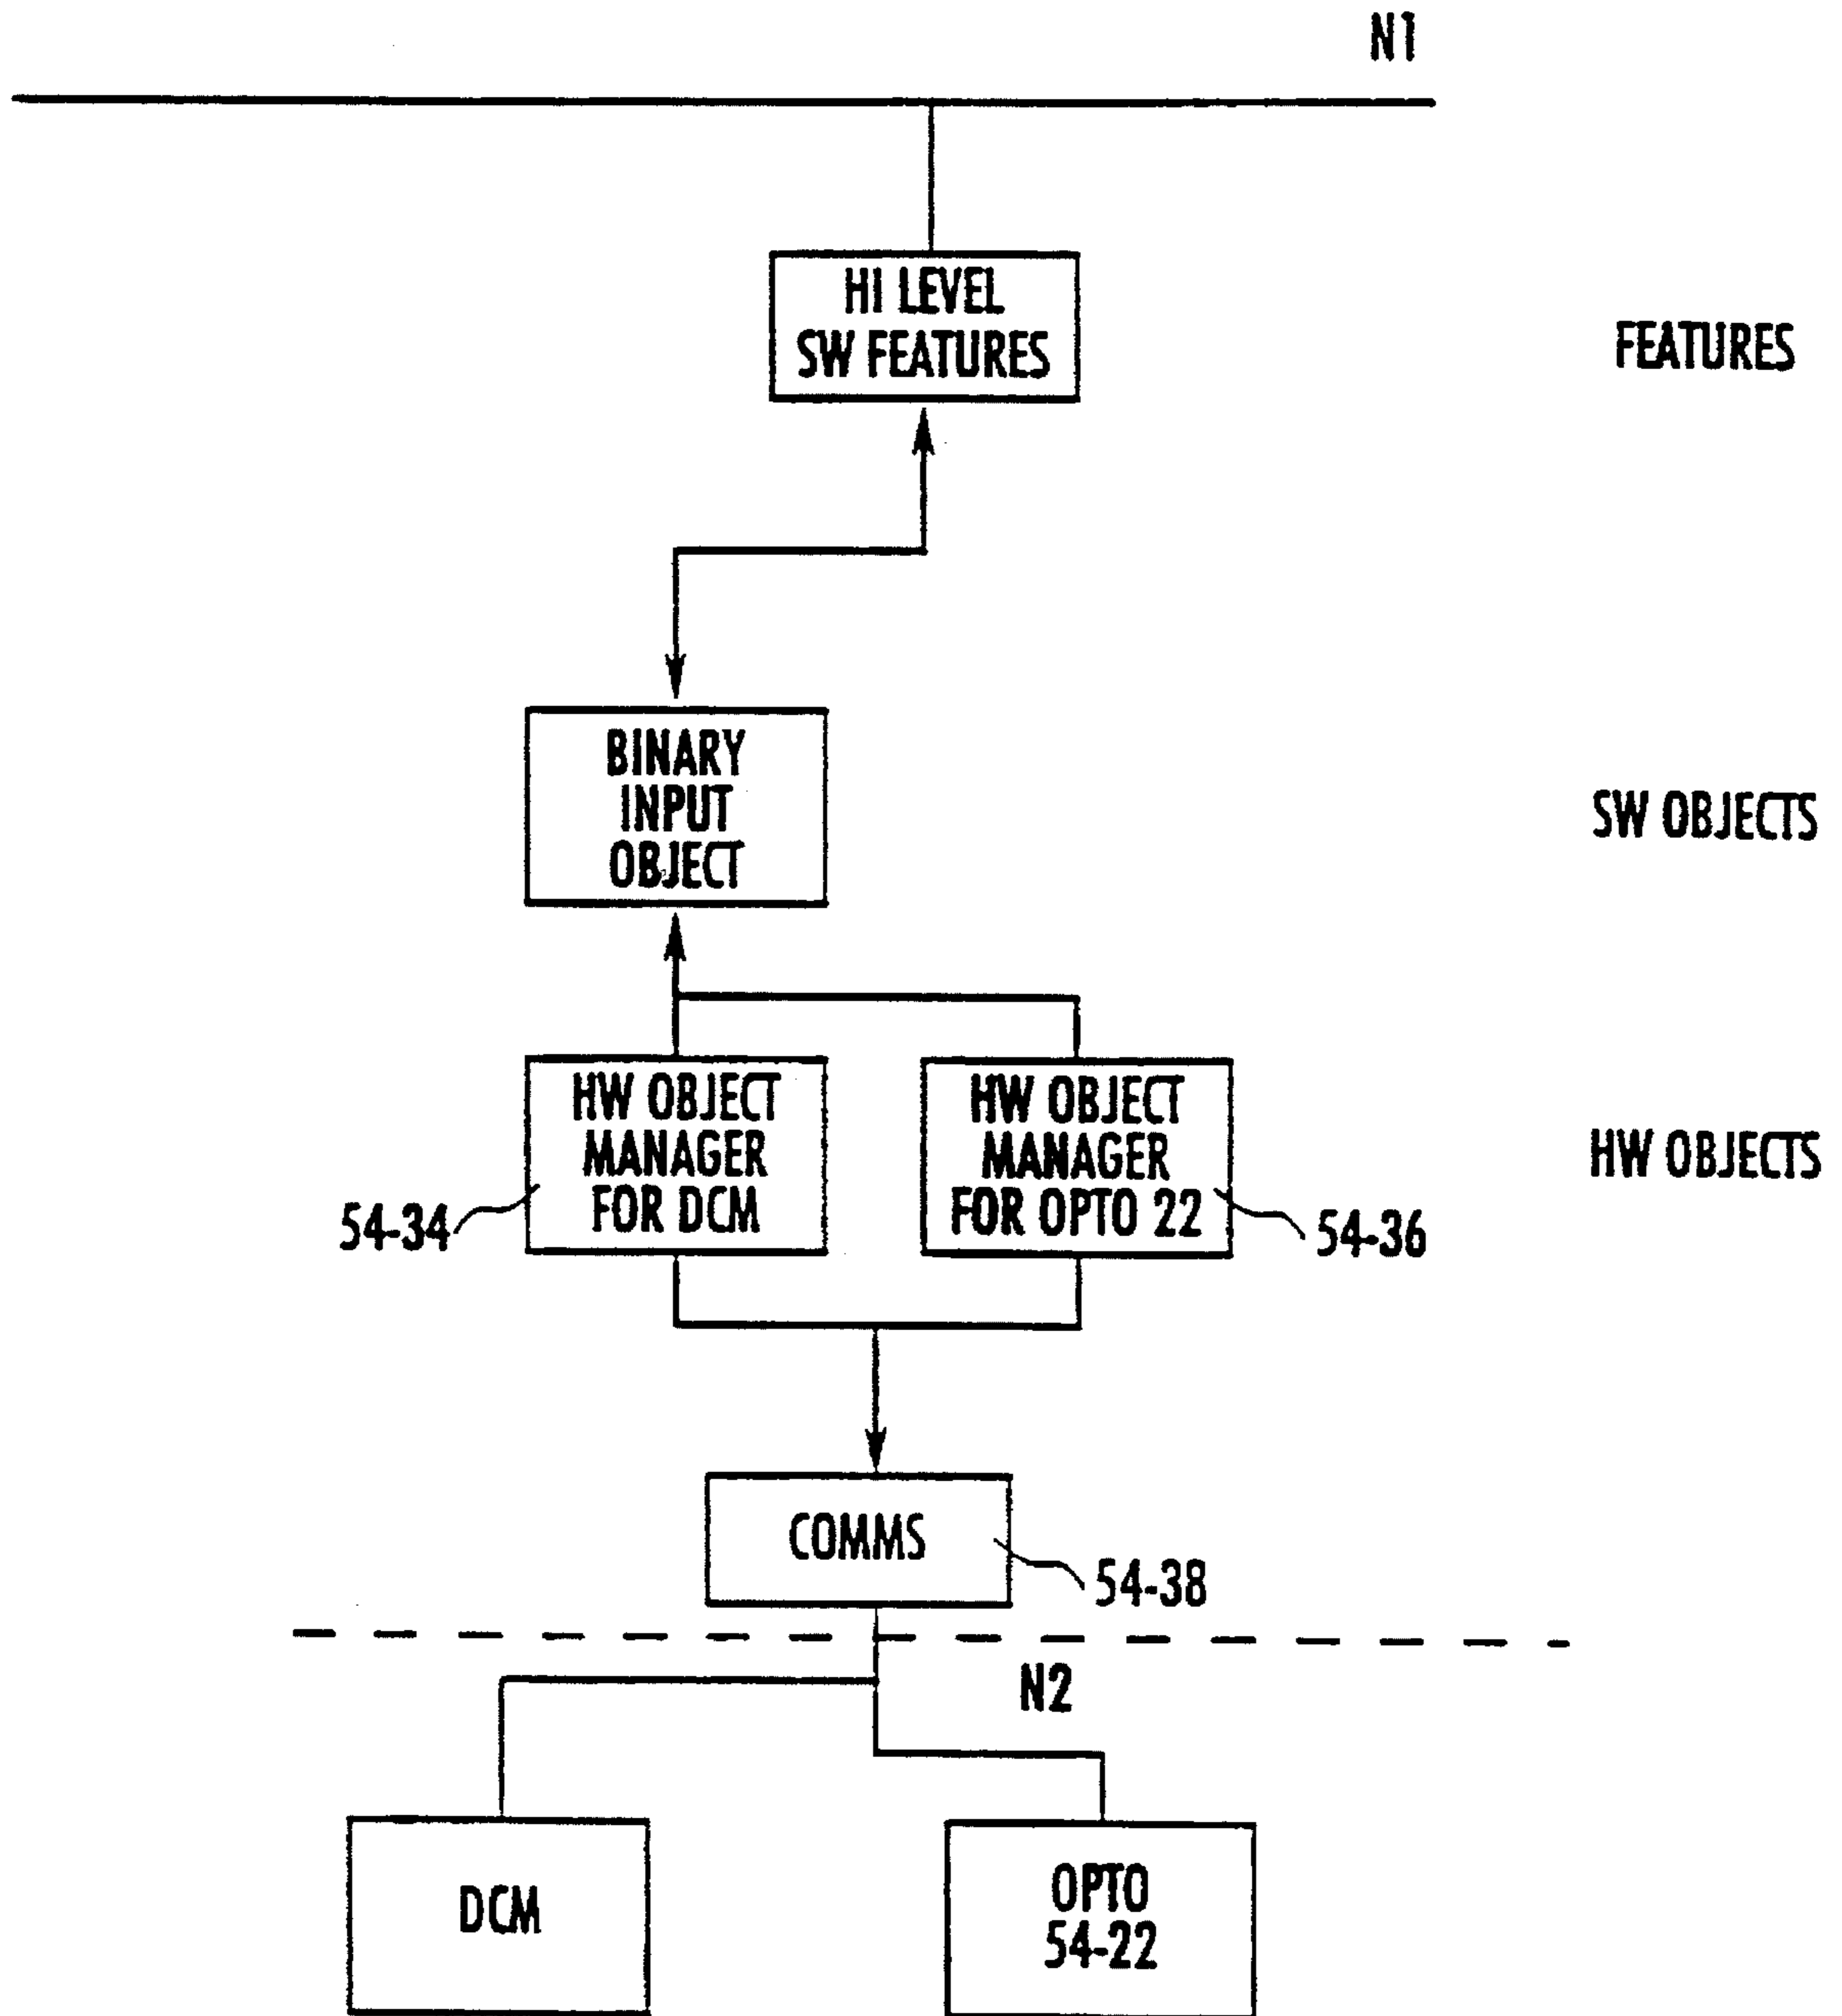 N1
HI LEVEL
SW FEATURES
FEATURES
BINARY
INPUT
OBJECT
SW OBJECTS
HW OBJECT
MANAGER
FOR DCM
HW OBJECT
MANAGER
FOR OPTO 22
HW OBJECTS
54-34
54-36
COMMS
54-38
N2
DCM
OPTO
54-22